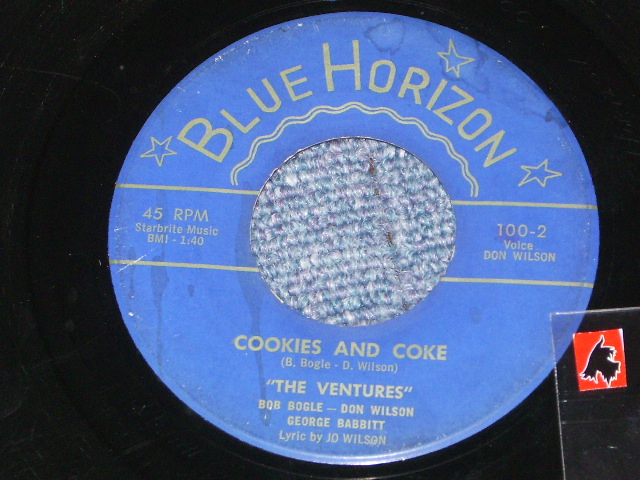 BLUE HORIZON
45 RPM
Starbrite Music
BMI - 1:40
100-2
Voice
DON WILSON
COOKIES AND COKE
(B. Bogle - D. Wilson)
"THE VENTURES"
BOB BOGLE — DON WILSON
GEORGE BABBITT
Lyric by JO WILSON